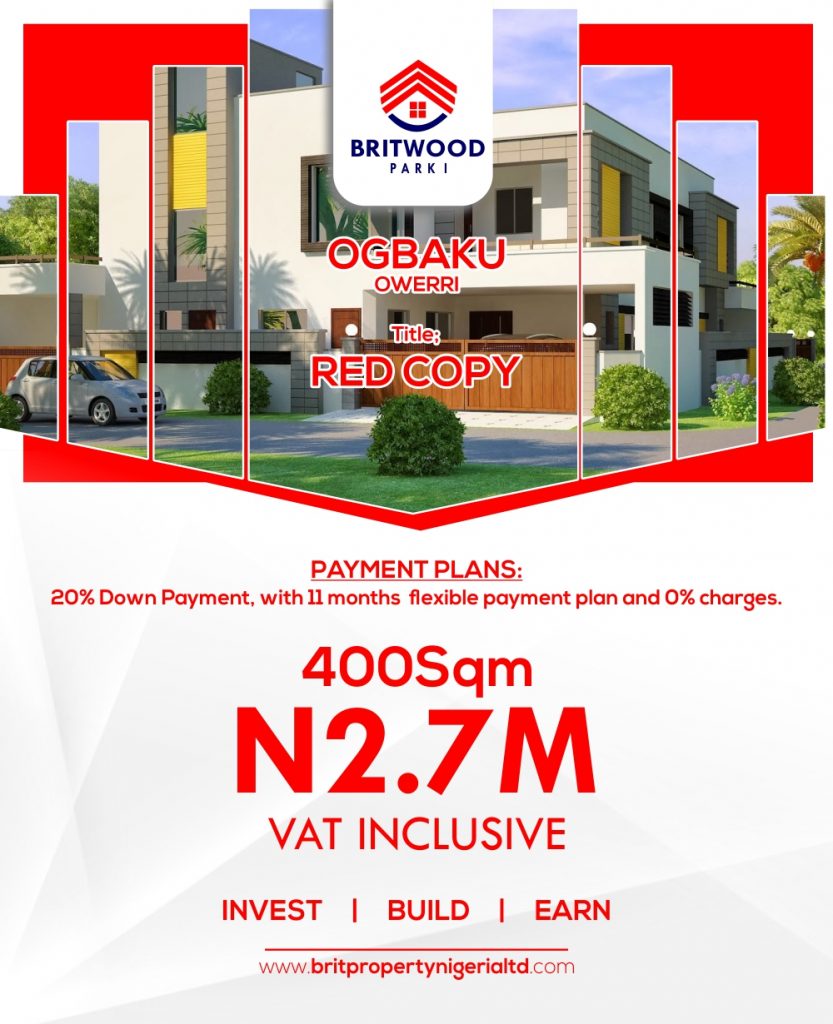 BRITWOOD
PARK I
OGBAKU
OWERRI
Title;
RED COPY
PAYMENT PLANS:
20% Down Payment, with 11 months flexible payment plan and 0% charges.
400Sqm
N2.7M
VAT INCLUSIVE
INVEST | BUILD | EARN
www.britpropertynigerialtd.com